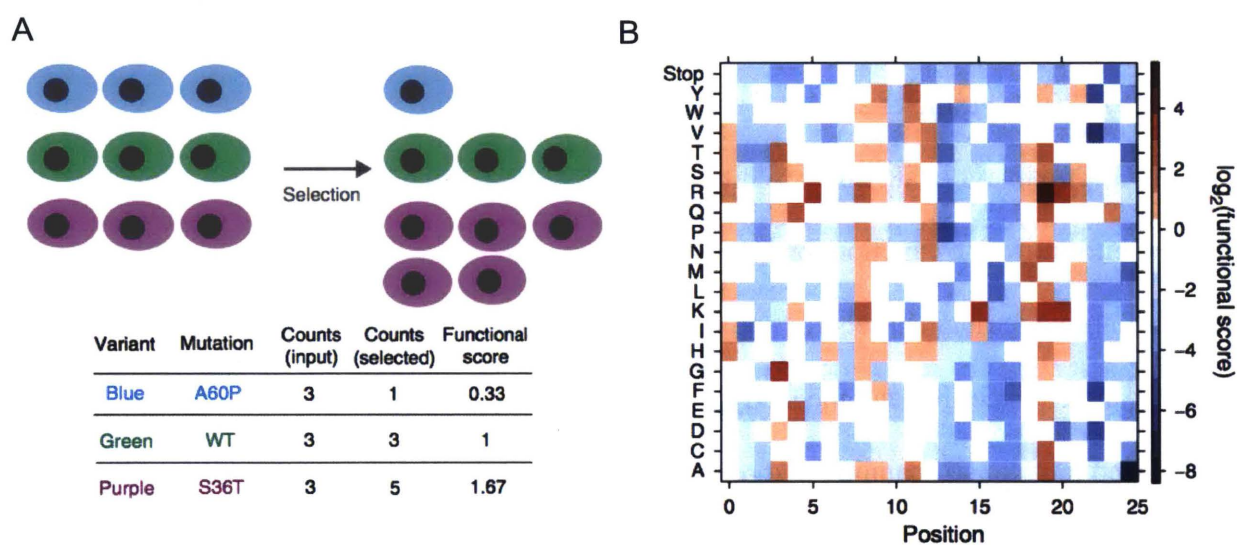 A
Selection
Variant Mutation Counts (input) Counts (selected) Functional score
Blue A60P 3 1 0.33
Green WT 3 3 1
Purple S36T 3 5 1.67
B
Stop
Y
W
V
T
S
R
Q
P
N
M
L
K
I
H
G
F
E
D
C
A
0 5 10 15 20 25
Position
4
2
0
−2
−4
−6
−8
log2(functional score)